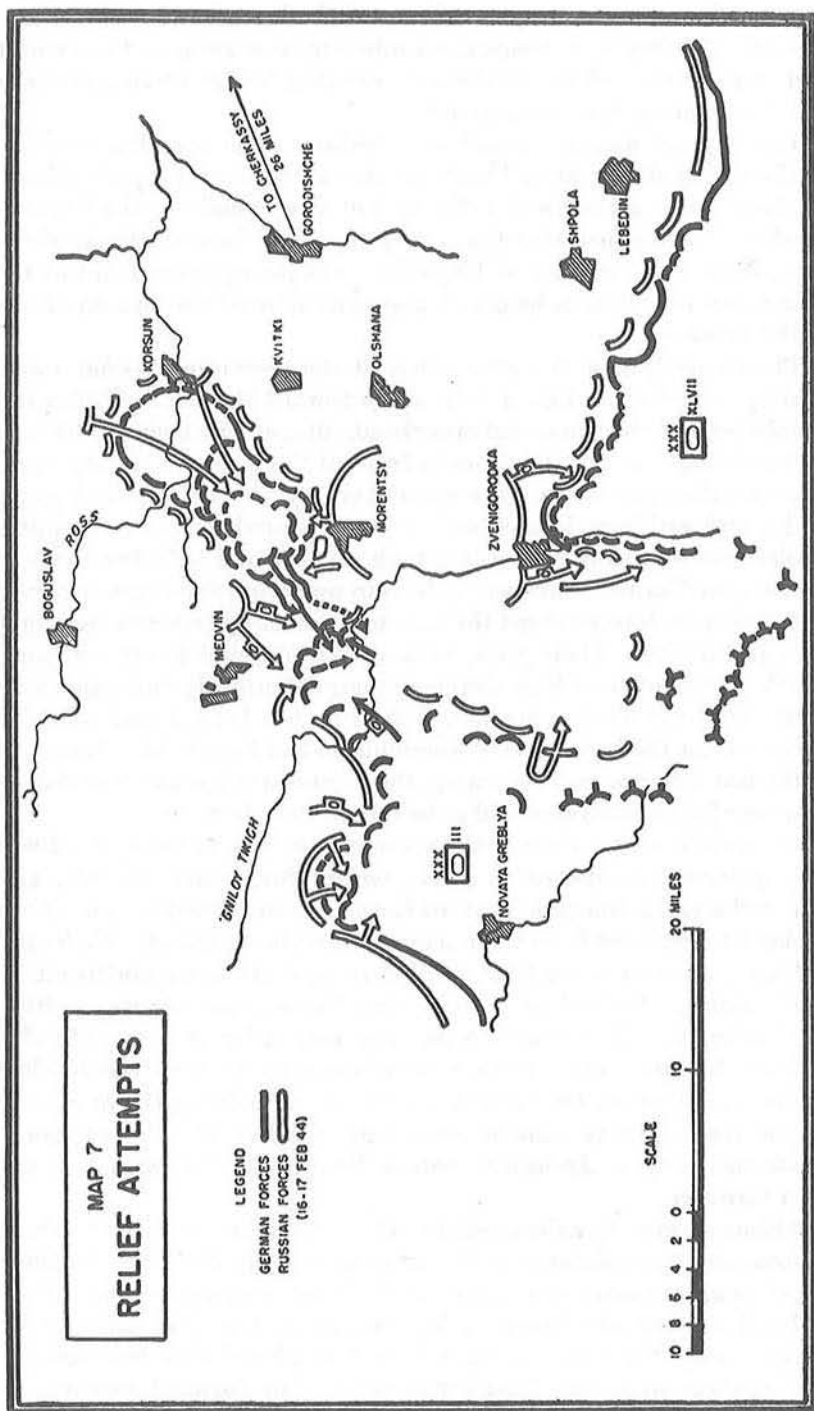 MAP 7
RELIEF ATTEMPTS
LEGEND
GERMAN FORCES
RUSSIAN FORCES
(16-17 FEB 44)
BOGUSLAV
ROSS
KORSUN
TO CHERKASSY
26 MILES
GORODISHCHE
KVITKI
OLSHANA
MEDVIN
MORENTSY
GNILOY TIKICH
SHPOLA
LEBEDIN
ZVENIGORODKA
XXX
III
XXX
XLVII
NOVAYA GREBLYA
SCALE
10 8 6 4 2 0 10 20 MILES